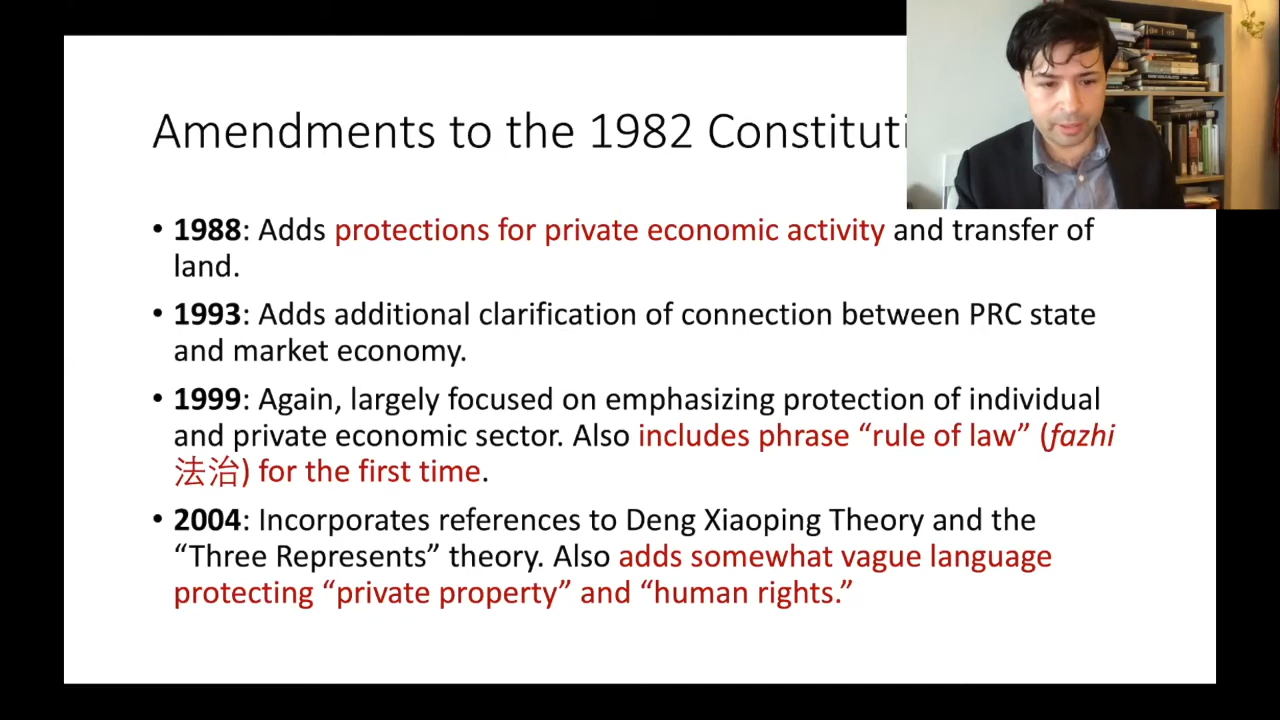 Amendments to the 1982 Constituti
• 1988: Adds protections for private economic activity and transfer of
land.
• 1993: Adds additional clarification of connection between PRC state
and market economy.
• 1999: Again, largely focused on emphasizing protection of individual
and private economic sector. Also includes phrase “rule of law” (fazhi
法治) for the first time.
• 2004: Incorporates references to Deng Xiaoping Theory and the
“Three Represents” theory. Also adds somewhat vague language
protecting “private property” and “human rights.”